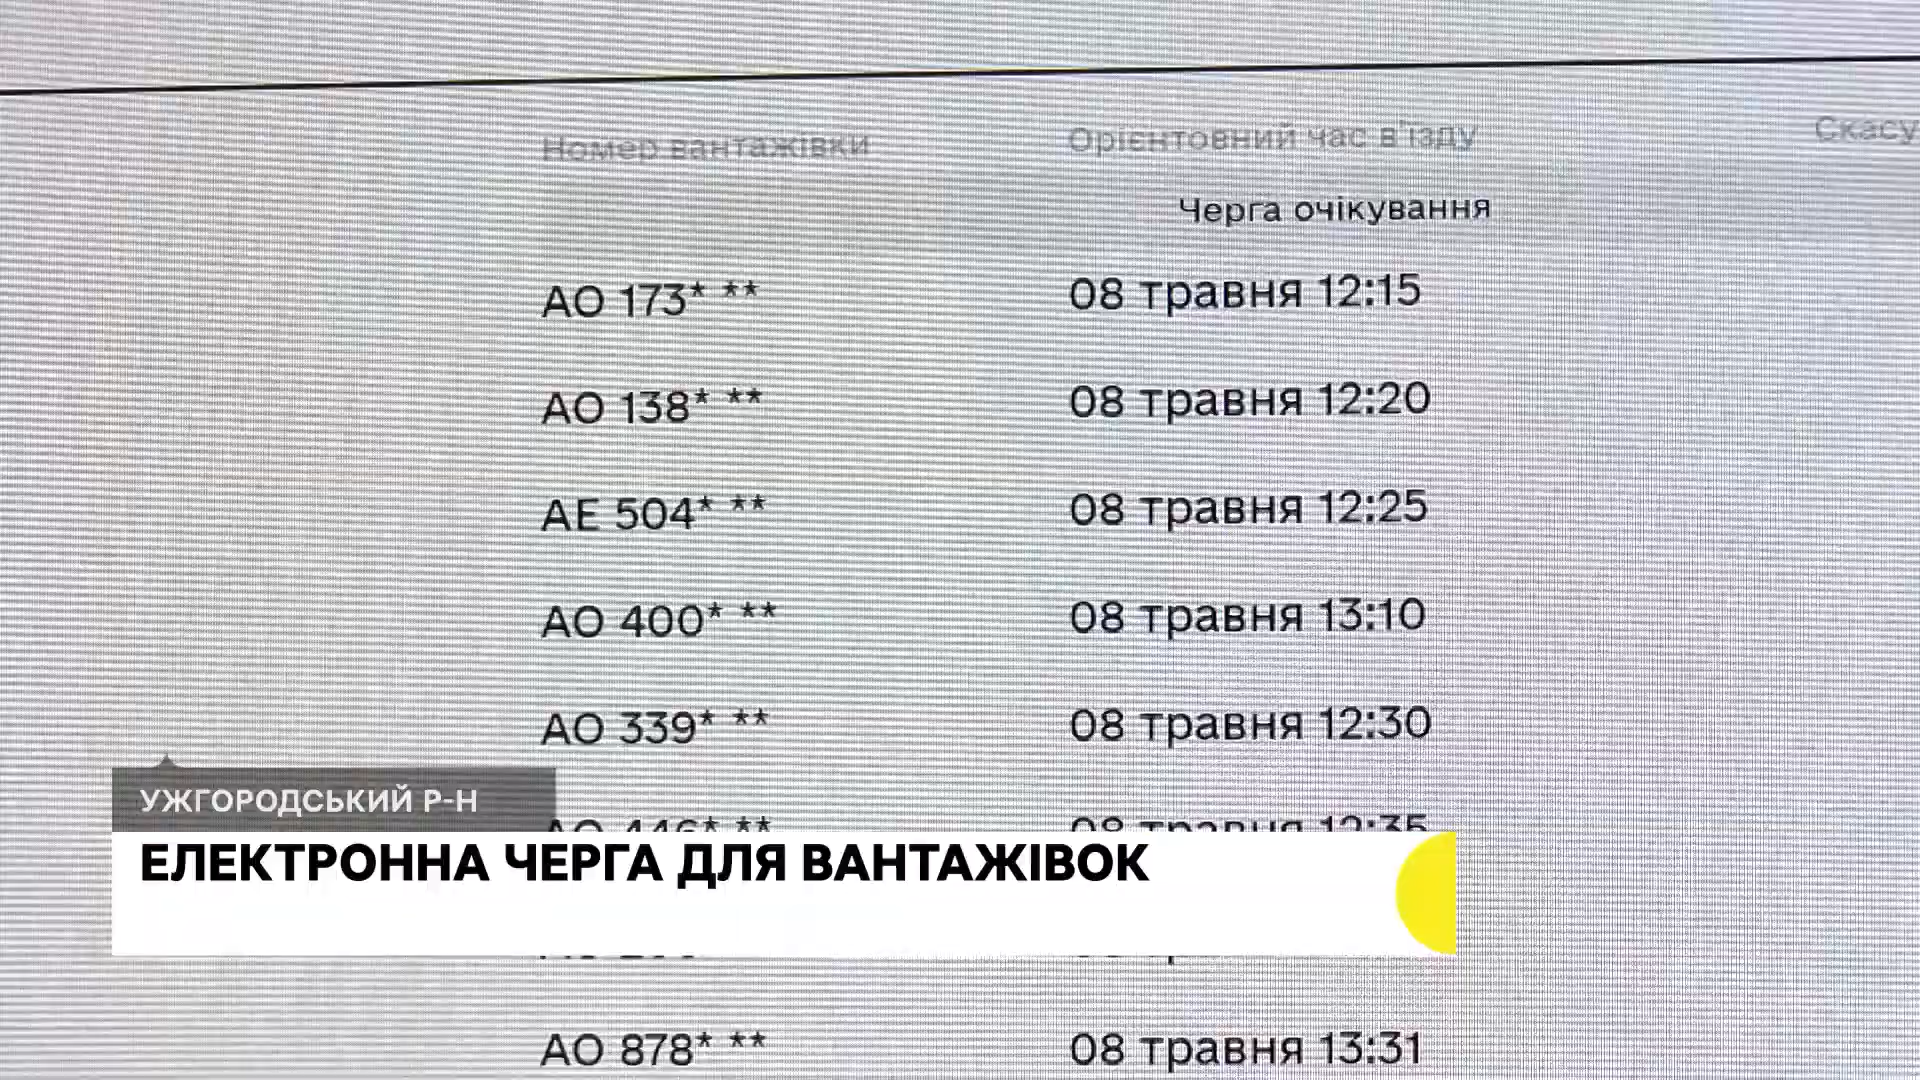 Номер вантажівки Орієнтовний час в'їзду
Черга очікування
АО 173* ** 08 травня 12:15
АО 138* ** 08 травня 12:20
АЕ 504* ** 08 травня 12:25
АО 400* ** 08 травня 13:10
АО 339* ** 08 травня 12:30
УЖГОРОДСЬКИЙ Р-Н
ЕЛЕКТРОННА ЧЕРГА ДЛЯ ВАНТАЖІВОК
АО 878* ** 08 травня 13:31